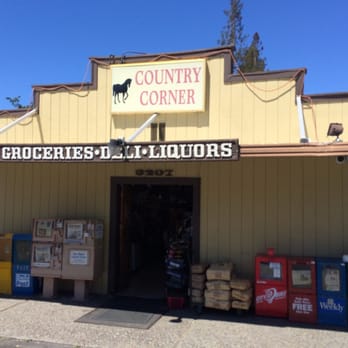 COUNTRY
CORNER
GROCERIES•DELI•LIQUORS
6207
FREE
Weekly